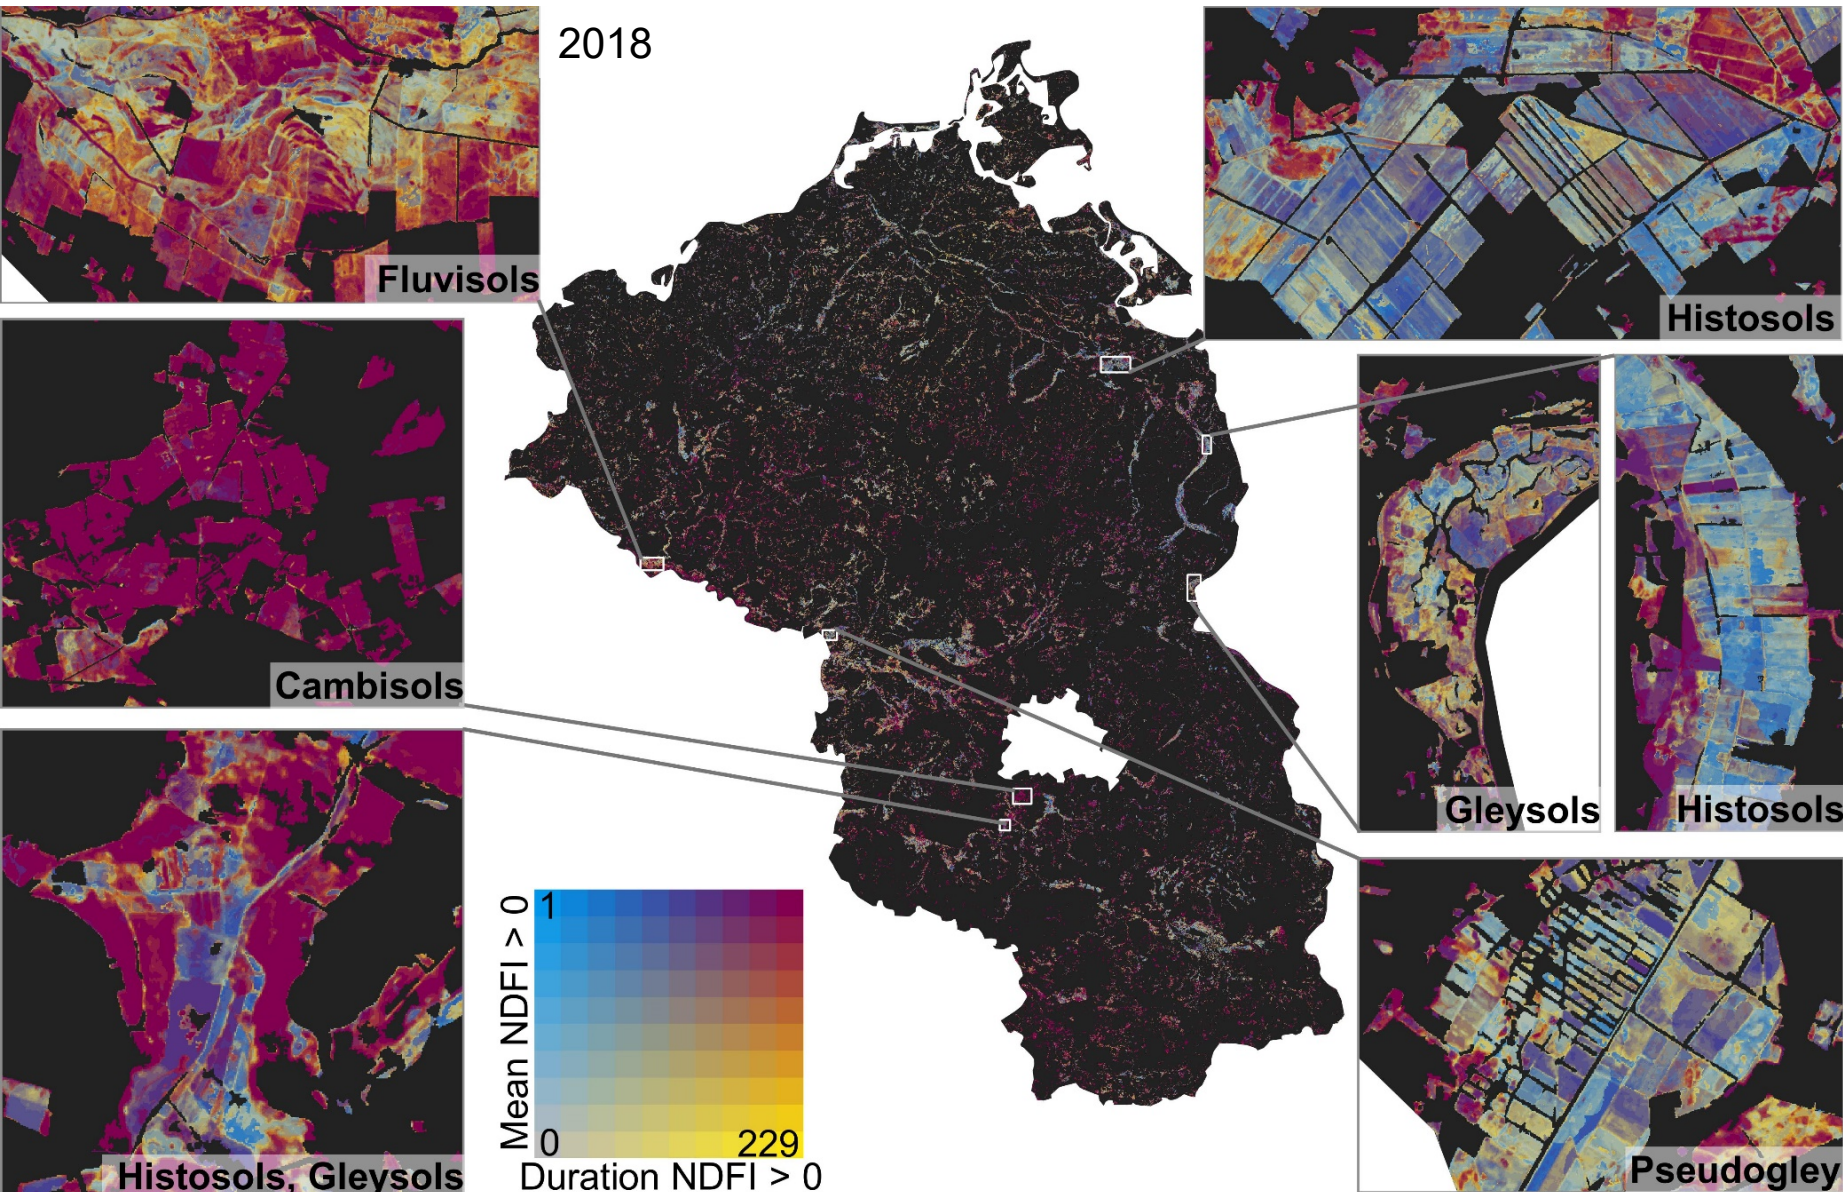 2018
Fluvisols
Histosols
Cambisols
Gleysols
Histosols
Histosols, Gleysols
Pseudogley
Mean NDFI > 0
1
0
229
Duration NDFI > 0